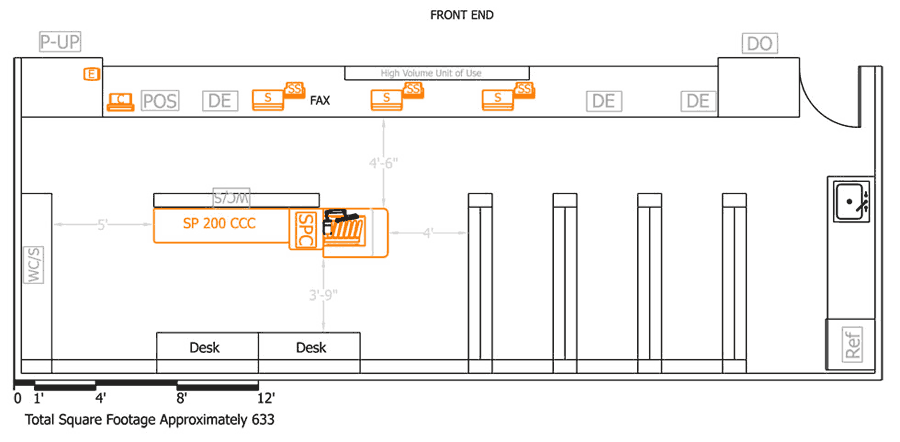 FRONT END
P-UP
DO
High Volume Unit of Use
E
C
POS
DE
S
SS
FAX
S
SS
S
SS
DE
DE
4'-6"
WC/S
SP 200 CCC
SPC
5'
4'
WC/S
3'-9"
Desk
Desk
Ref
0 1' 4' 8' 12'
Total Square Footage Approximately 633